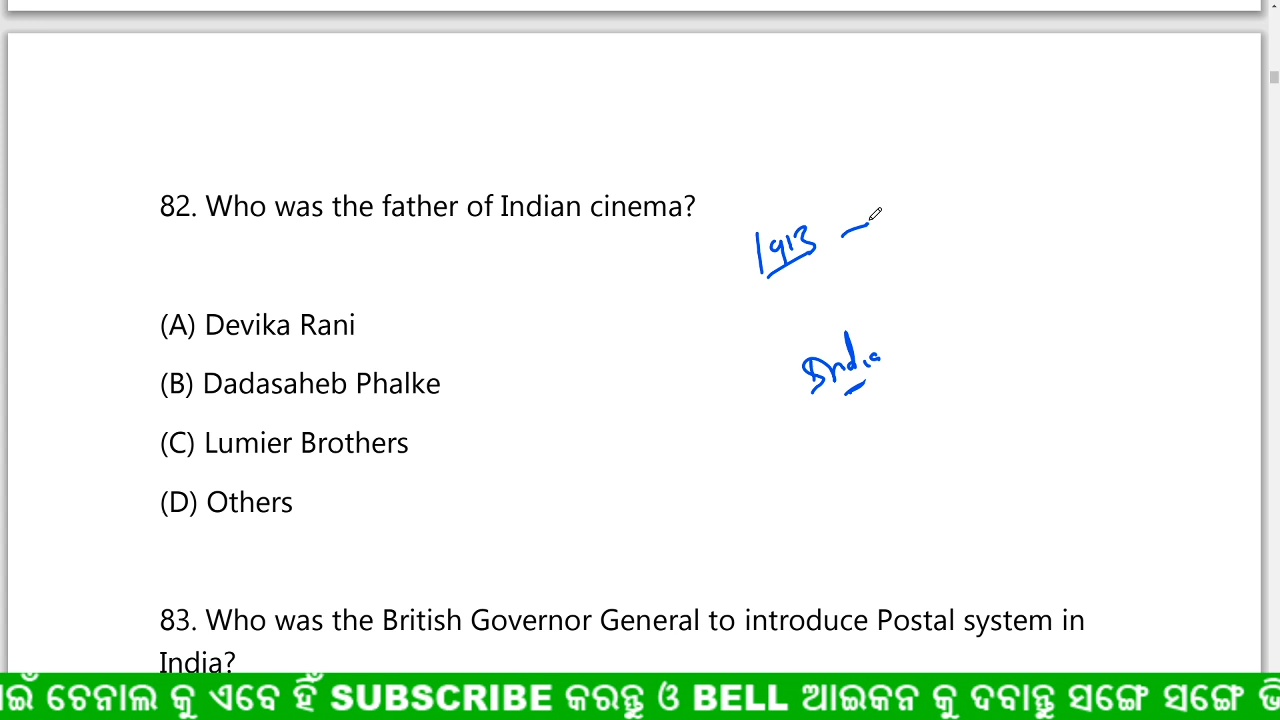 82. Who was the father of Indian cinema?
1913 –
(A) Devika Rani
India
(B) Dadasaheb Phalke
(C) Lumier Brothers
(D) Others
83. Who was the British Governor General to introduce Postal system in
India?
ଚେନାଲ କୁ ଏବେ ହିଁ SUBSCRIBE କରନ୍ତୁ ଓ BELL ଆଇକନ କୁ ଦବାନ୍ତୁ ସଙ୍ଗେ ସଙ୍ଗେ